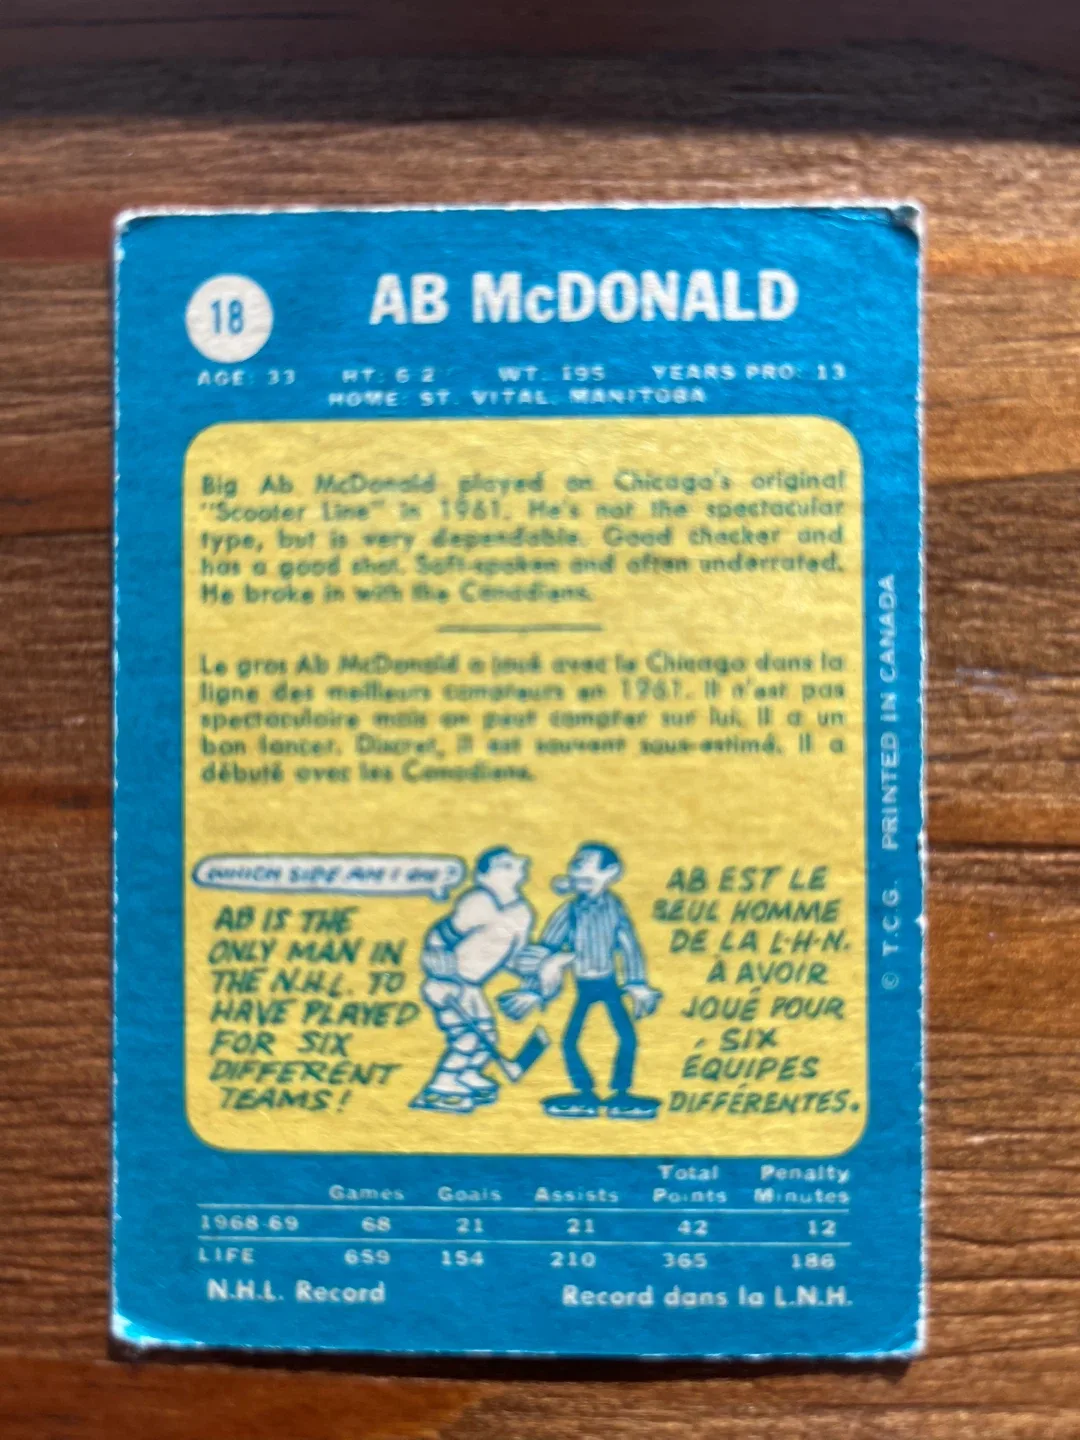 18
AB McDONALD
AGE: 33 HT: 6'2" WT. 195 YEARS PRO: 13
HOME: ST. VITAL, MANITOBA
Big Ab McDonald played on Chicago's original
"Scooter Line" in 1961. He's not the spectacular
type, but is very dependable. Good checker and
has a good shot. Soft-spoken and often underrated.
He broke in with the Canadiens.
Le gros Ab McDonald a joué avec le Chicago dans la
ligne des meilleurs compteurs en 1961. Il n'est pas
spectaculaire mais on peut compter sur lui. Il a un
bon lancer. Discret, il est souvent sous-estimé. Il a
débuté avec les Canadiens.
WHICH SIDE AM I ON?
AB IS THE
ONLY MAN IN
THE N.H.L. TO
HAVE PLAYED
FOR SIX
DIFFERENT
TEAMS!
AB EST LE
SEUL HOMME
DE LA L.H.N.
À AVOIR
JOUÉ POUR
SIX
ÉQUIPES
DIFFÉRENTES.
Games Goals Assists Total Points Penalty Minutes
1968-69 68 21 21 42 12
LIFE 659 154 210 365 186
N.H.L. Record Record dans la L.N.H.
© T.C.G. PRINTED IN CANADA